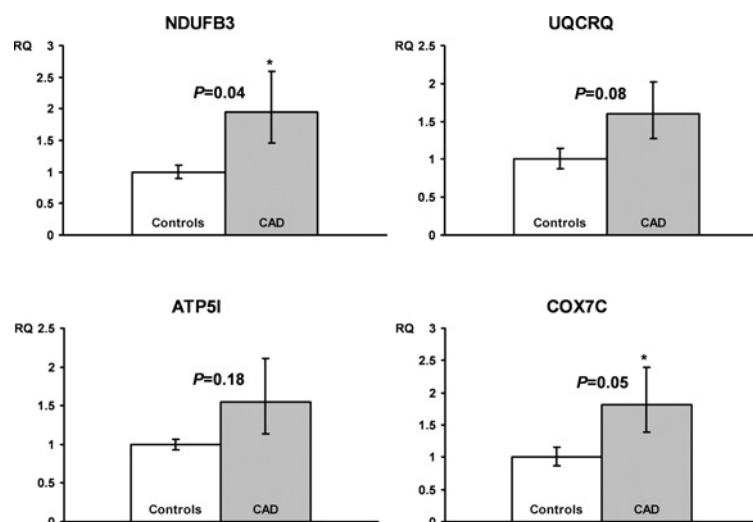 NDUFB3
RQ
3
2.5
2
1.5
1
0.5
0
*
P=0.04
Controls
CAD
UQCRQ
RQ 2.5
2
1.5
1
0.5
0
P=0.08
Controls
CAD
ATP5I
RQ 2.5
2
1.5
1
0.5
0
P=0.18
Controls
CAD
COX7C
RQ
3
2.5
2
1.5
1
0.5
0
*
P=0.05
Controls
CAD